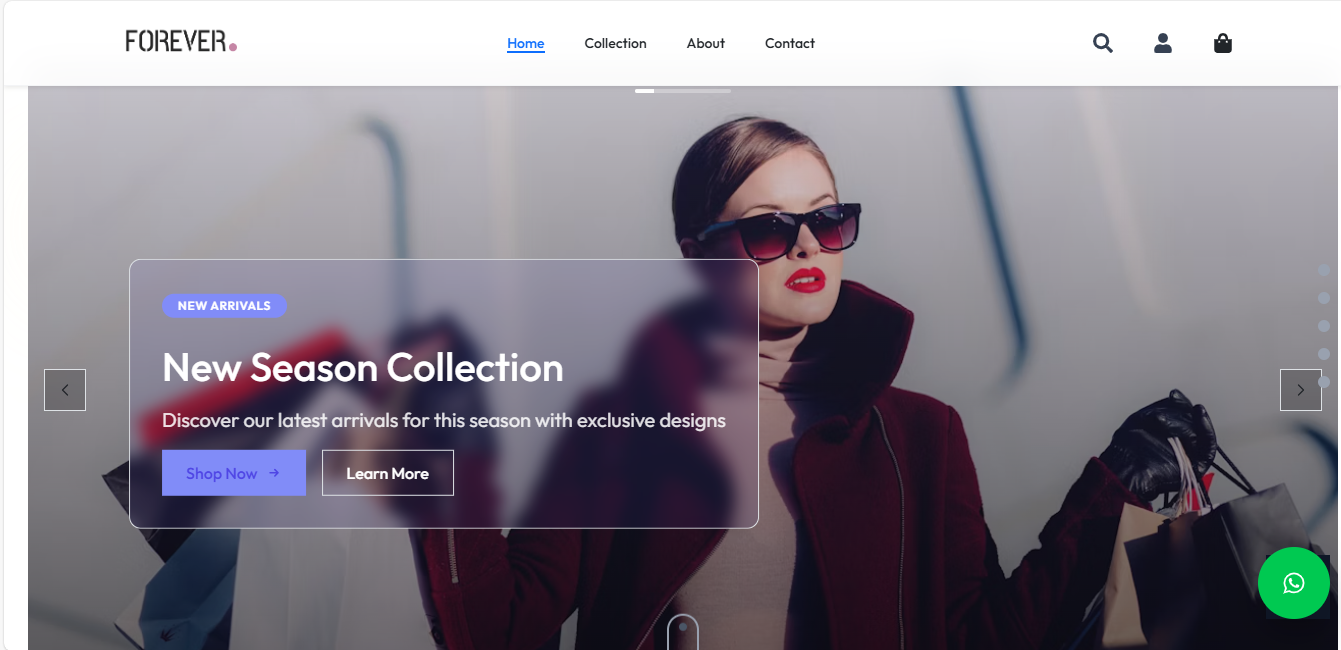 FOREVER.
Home
Collection
About
Contact
NEW ARRIVALS
New Season Collection
Discover our latest arrivals for this season with exclusive designs
Shop Now →
Learn More